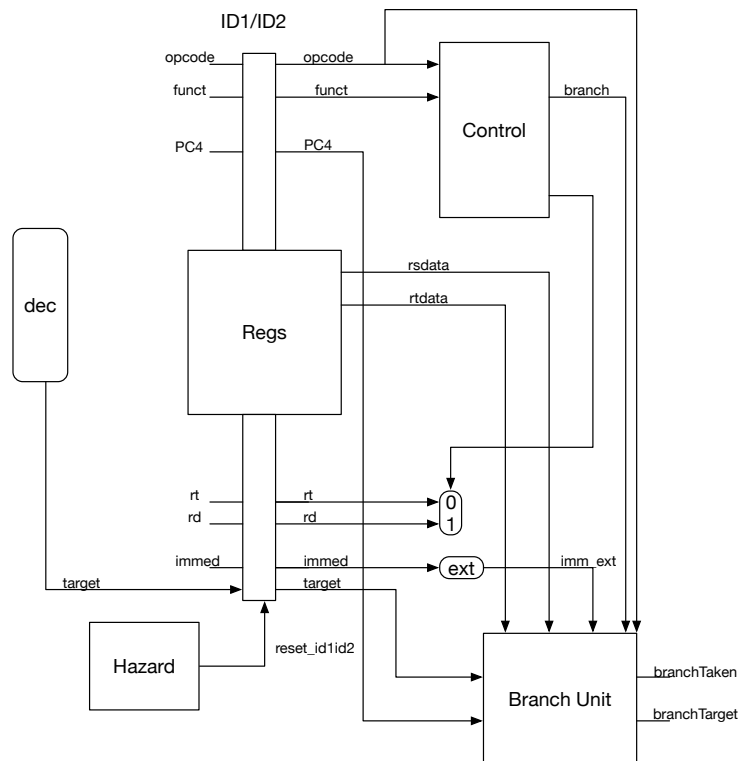 ID1/ID2
opcode
opcode
funct
funct
branch
Control
PC4
PC4
rsdata
dec
rtdata
Regs
rt
rt
0
rd
rd
1
immed
immed
ext
imm_ext
target
target
reset_id1id2
Hazard
branchTaken
Branch Unit
branchTarget